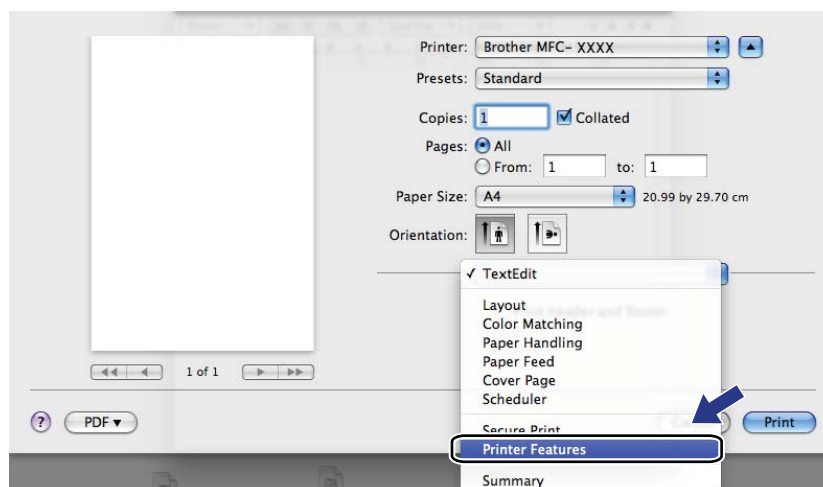 Printer: Brother MFC- XXXX
Presets: Standard
Copies: 1 Collated
Pages: All
From: 1 to: 1
Paper Size: A4 20.99 by 29.70 cm
Orientation:
✓ TextEdit
Layout
Color Matching
Paper Handling
Paper Feed
Cover Page
Scheduler
Secure Print
Printer Features
Summary
1 of 1
? PDF ▼
Print